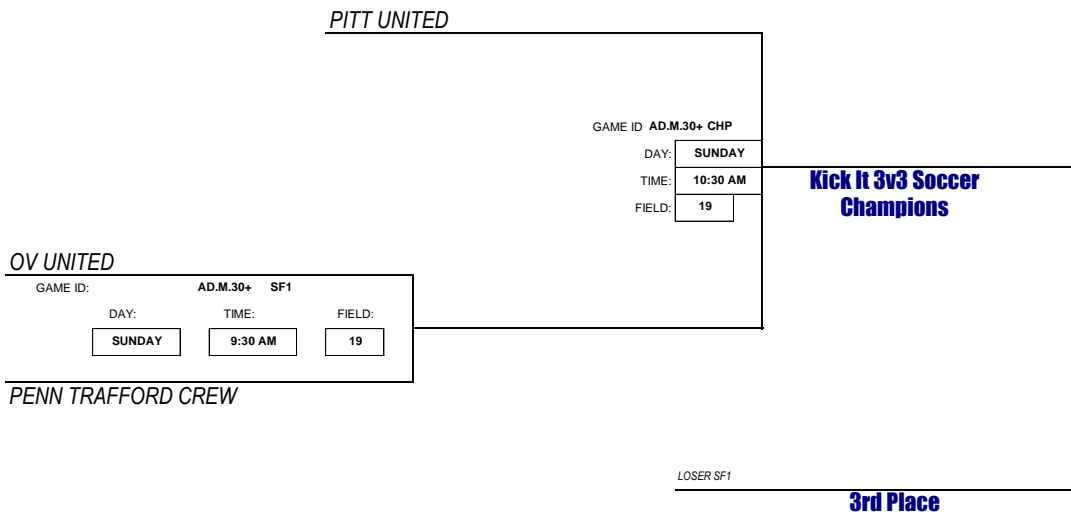 PITT UNITED
GAME ID AD.M.30+ CHP
DAY: SUNDAY
TIME: 10:30 AM
FIELD: 19
Kick It 3v3 Soccer
Champions
OV UNITED
GAME ID: AD.M.30+ SF1
DAY: TIME: FIELD:
SUNDAY 9:30 AM 19
PENN TRAFFORD CREW
LOSER SF1
3rd Place